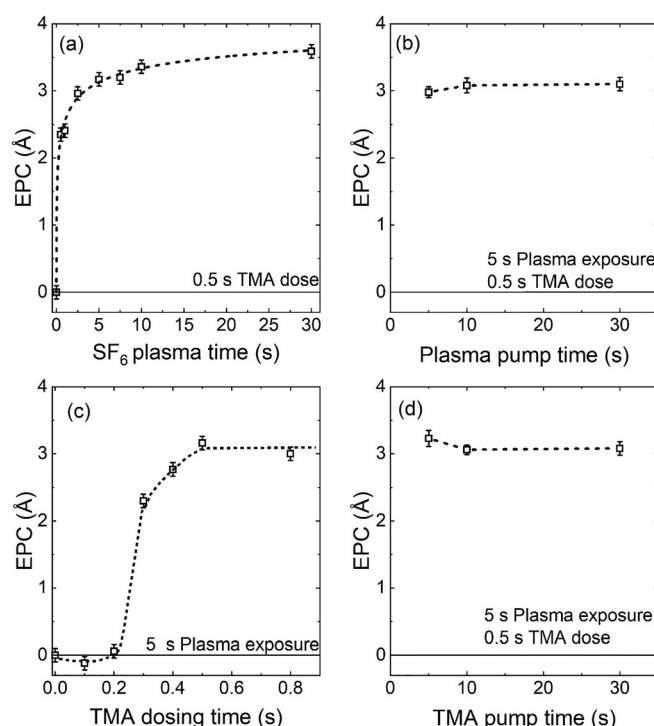 (a)
EPC (Å)
4
3
2
1
0
0.5 s TMA dose
0 5 10 15 20 25 30
SF₆ plasma time (s)
(b)
EPC (Å)
4
3
2
1
0
5 s Plasma exposure
0.5 s TMA dose
0 10 20 30
Plasma pump time (s)
(c)
EPC (Å)
4
3
2
1
0
5 s Plasma exposure
0.0 0.2 0.4 0.6 0.8
TMA dosing time (s)
(d)
EPC (Å)
4
3
2
1
0
5 s Plasma exposure
0.5 s TMA dose
0 10 20 30
TMA pump time (s)